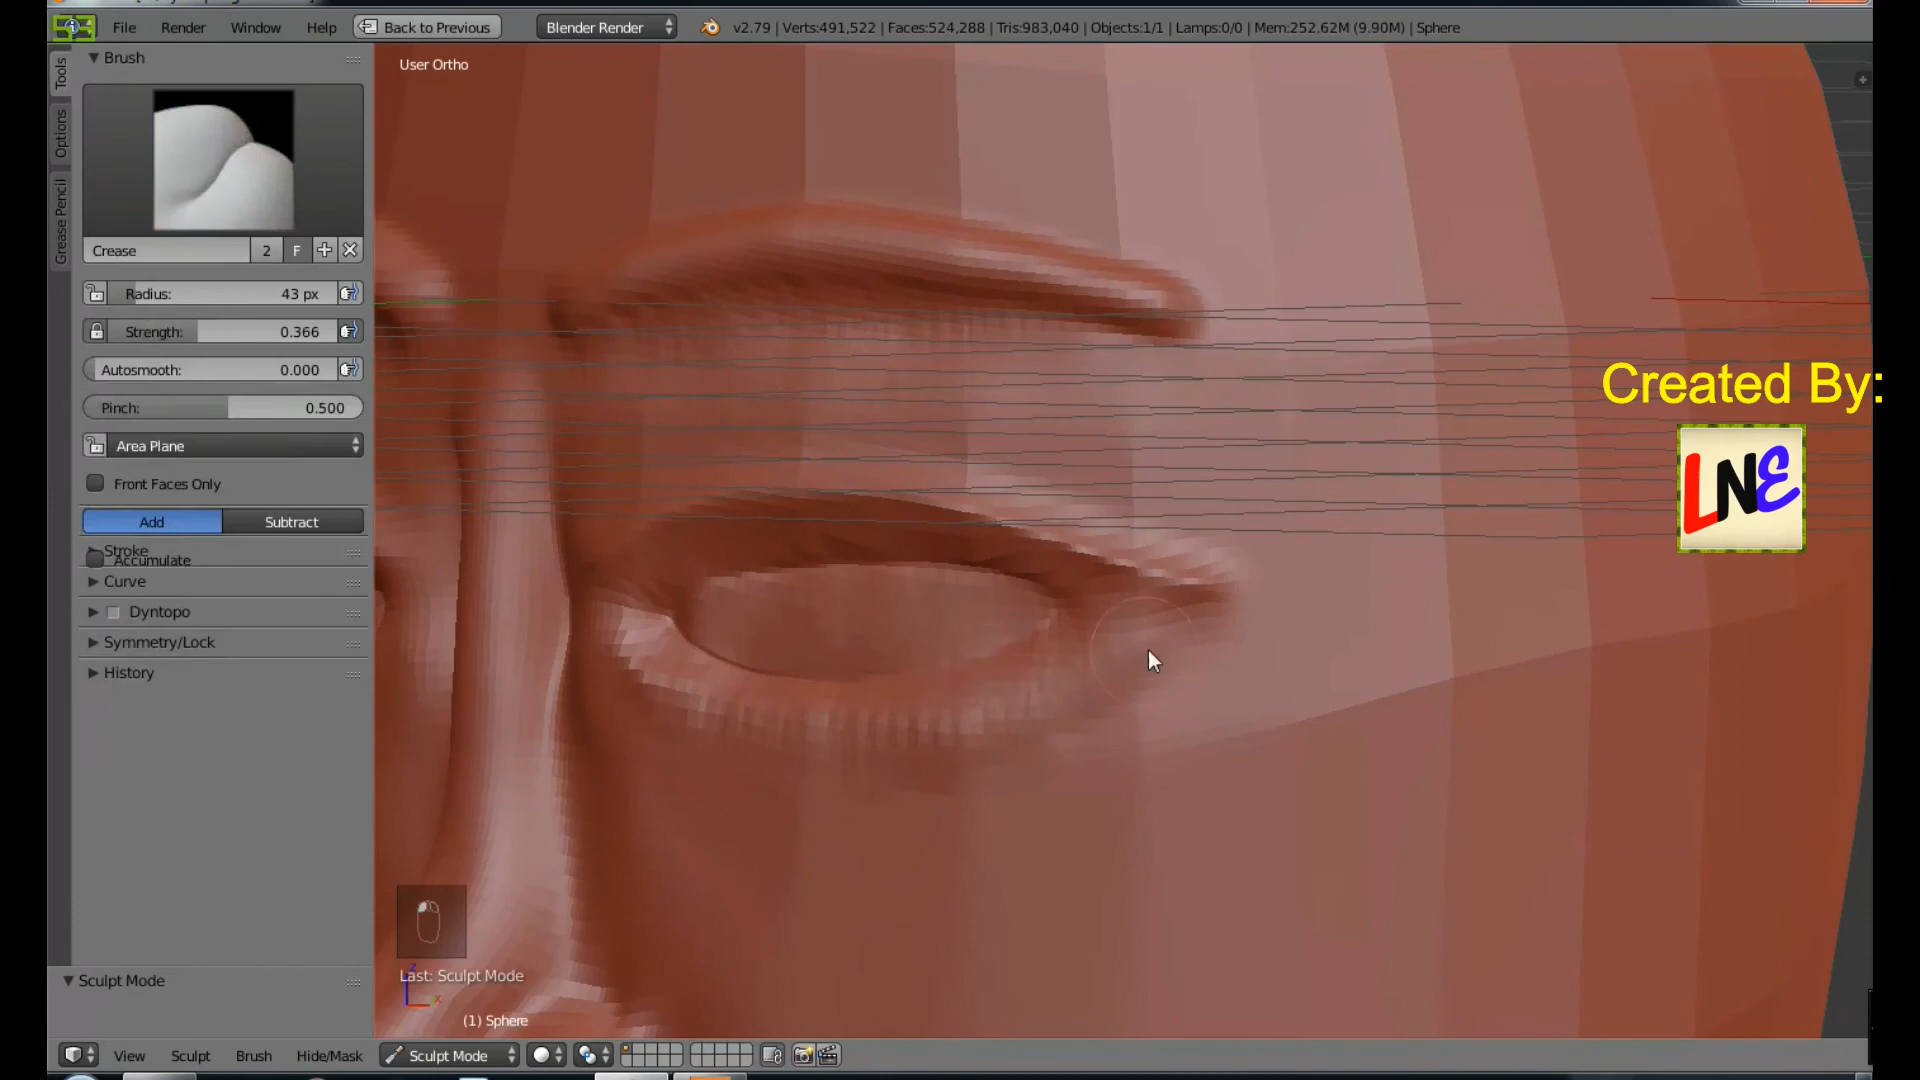 File Render Window Help Back to Previous Blender Render v2.79 | Verts:491,522 | Faces:524,288 | Tris:983,040 | Objects:1/1 | Lamps:0/0 | Mem:252.62M (9.90M) | Sphere
Tools
Options
Grease Pencil
Brush
Crease 2 F
Radius: 43 px
Strength: 0.366
Autosmooth: 0.000
Pinch: 0.500
Area Plane
Front Faces Only
Add Subtract
Stroke
Accumulate
Curve
Dyntopo
Symmetry/Lock
History
Sculpt Mode
User Ortho
Created By:
LNE
Last: Sculpt Mode
z
x
(1) Sphere
View Sculpt Brush Hide/Mask Sculpt Mode